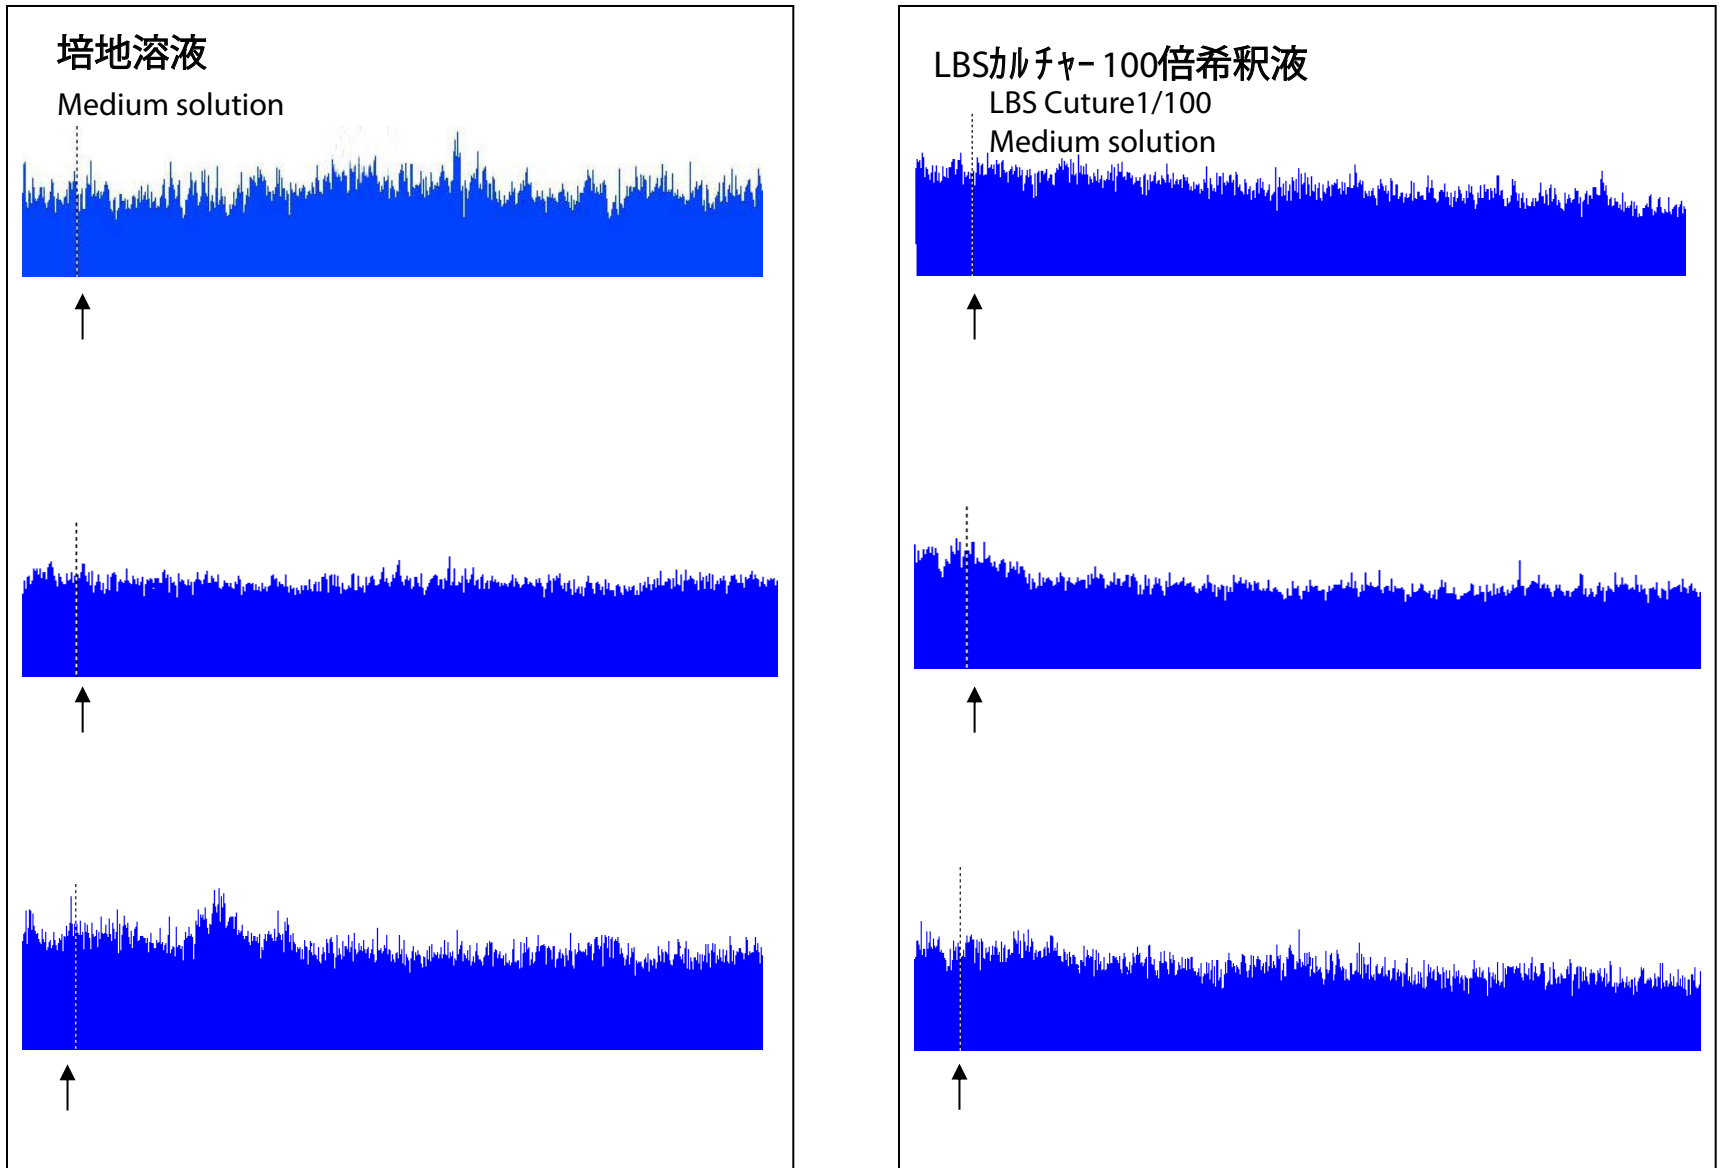 培地溶液
Medium solution
LBSｶﾙﾁｬｰ100倍希釈液
LBS Cuture1/100
Medium solution